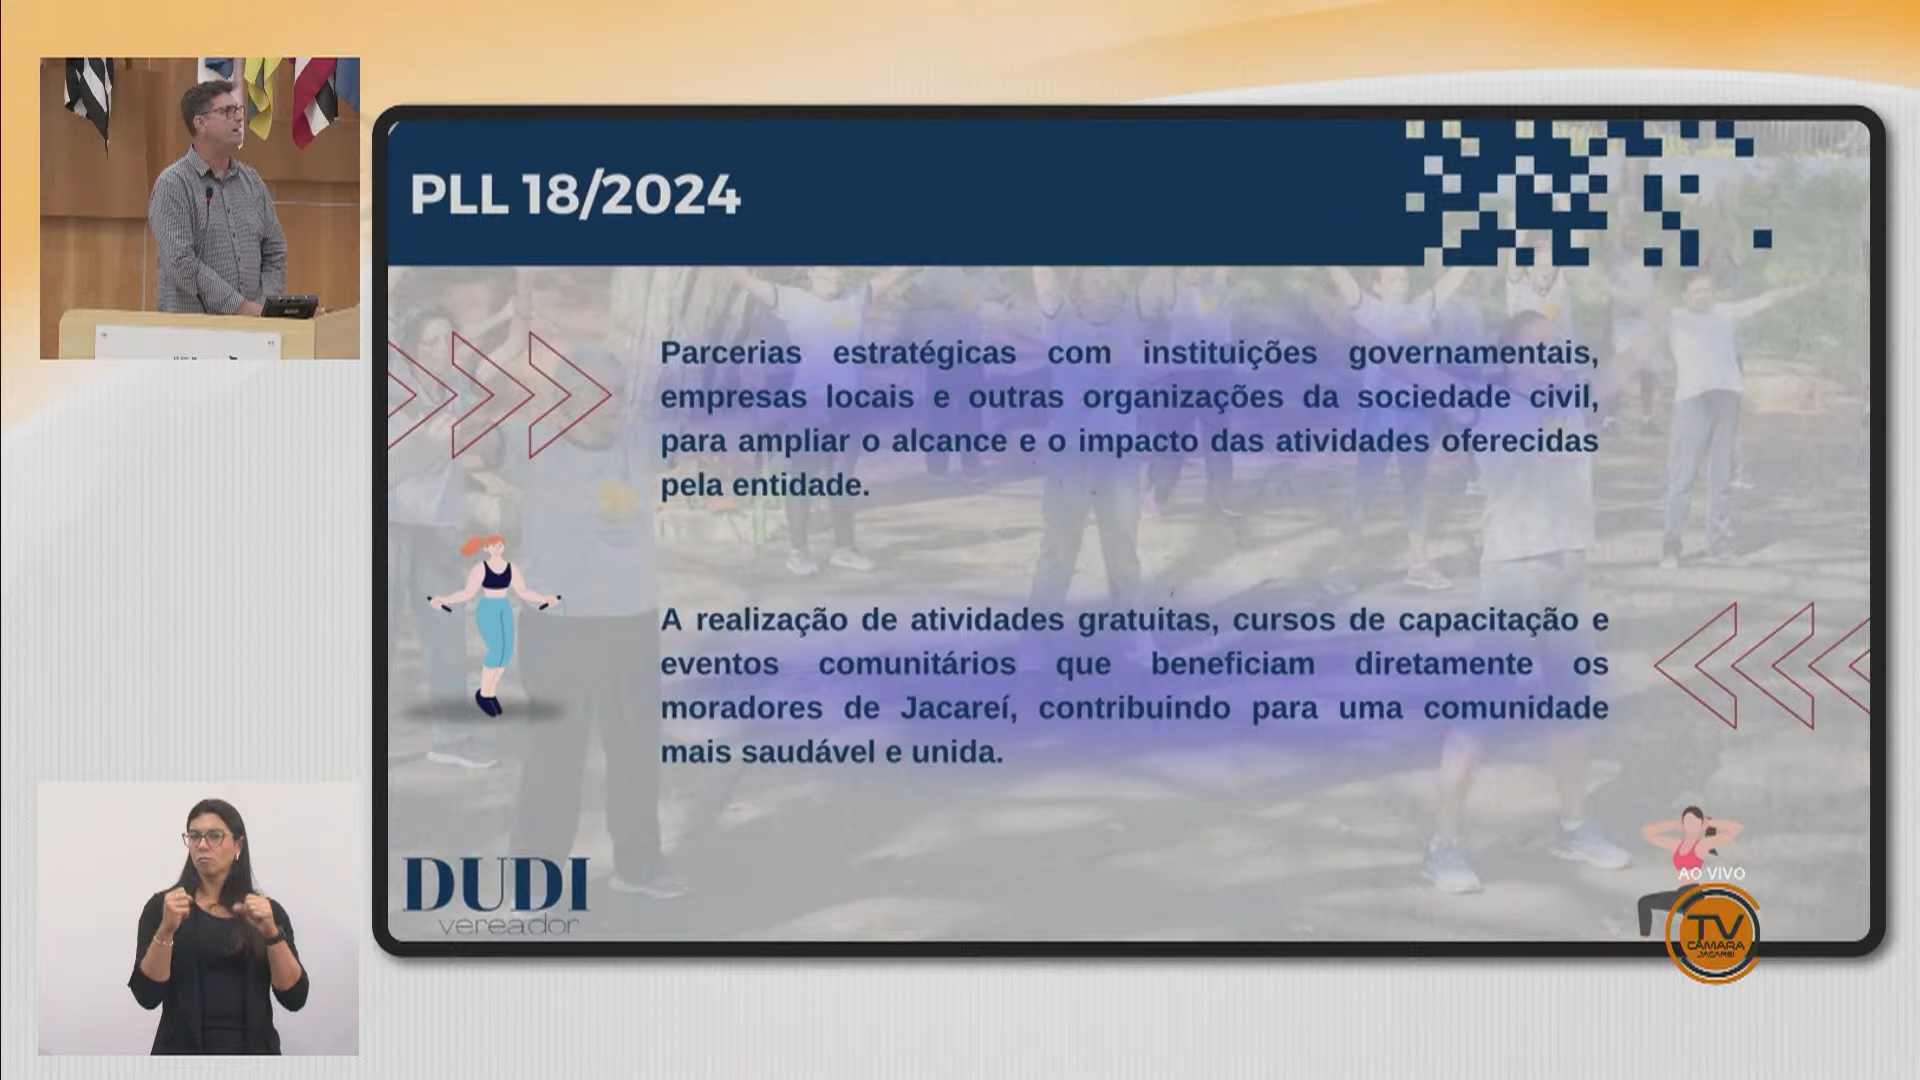 PLL 18/2024
Parcerias estratégicas com instituições governamentais,
empresas locais e outras organizações da sociedade civil,
para ampliar o alcance e o impacto das atividades oferecidas
pela entidade.
A realização de atividades gratuitas, cursos de capacitação e
eventos comunitários que beneficiam diretamente os
moradores de Jacareí, contribuindo para uma comunidade
mais saudável e unida.
DUDI
vereador
AO VIVO
TV
CÂMARA
JACAREÍ